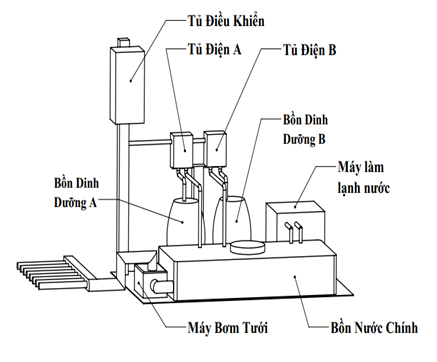 Tủ Điều Khiển
Tủ Điện A
Tủ Điện B
Bồn Dinh
Dưỡng B
Máy làm
lạnh nước
Bồn Dinh
Dưỡng A
Máy Bơm Tưới
Bồn Nước Chính